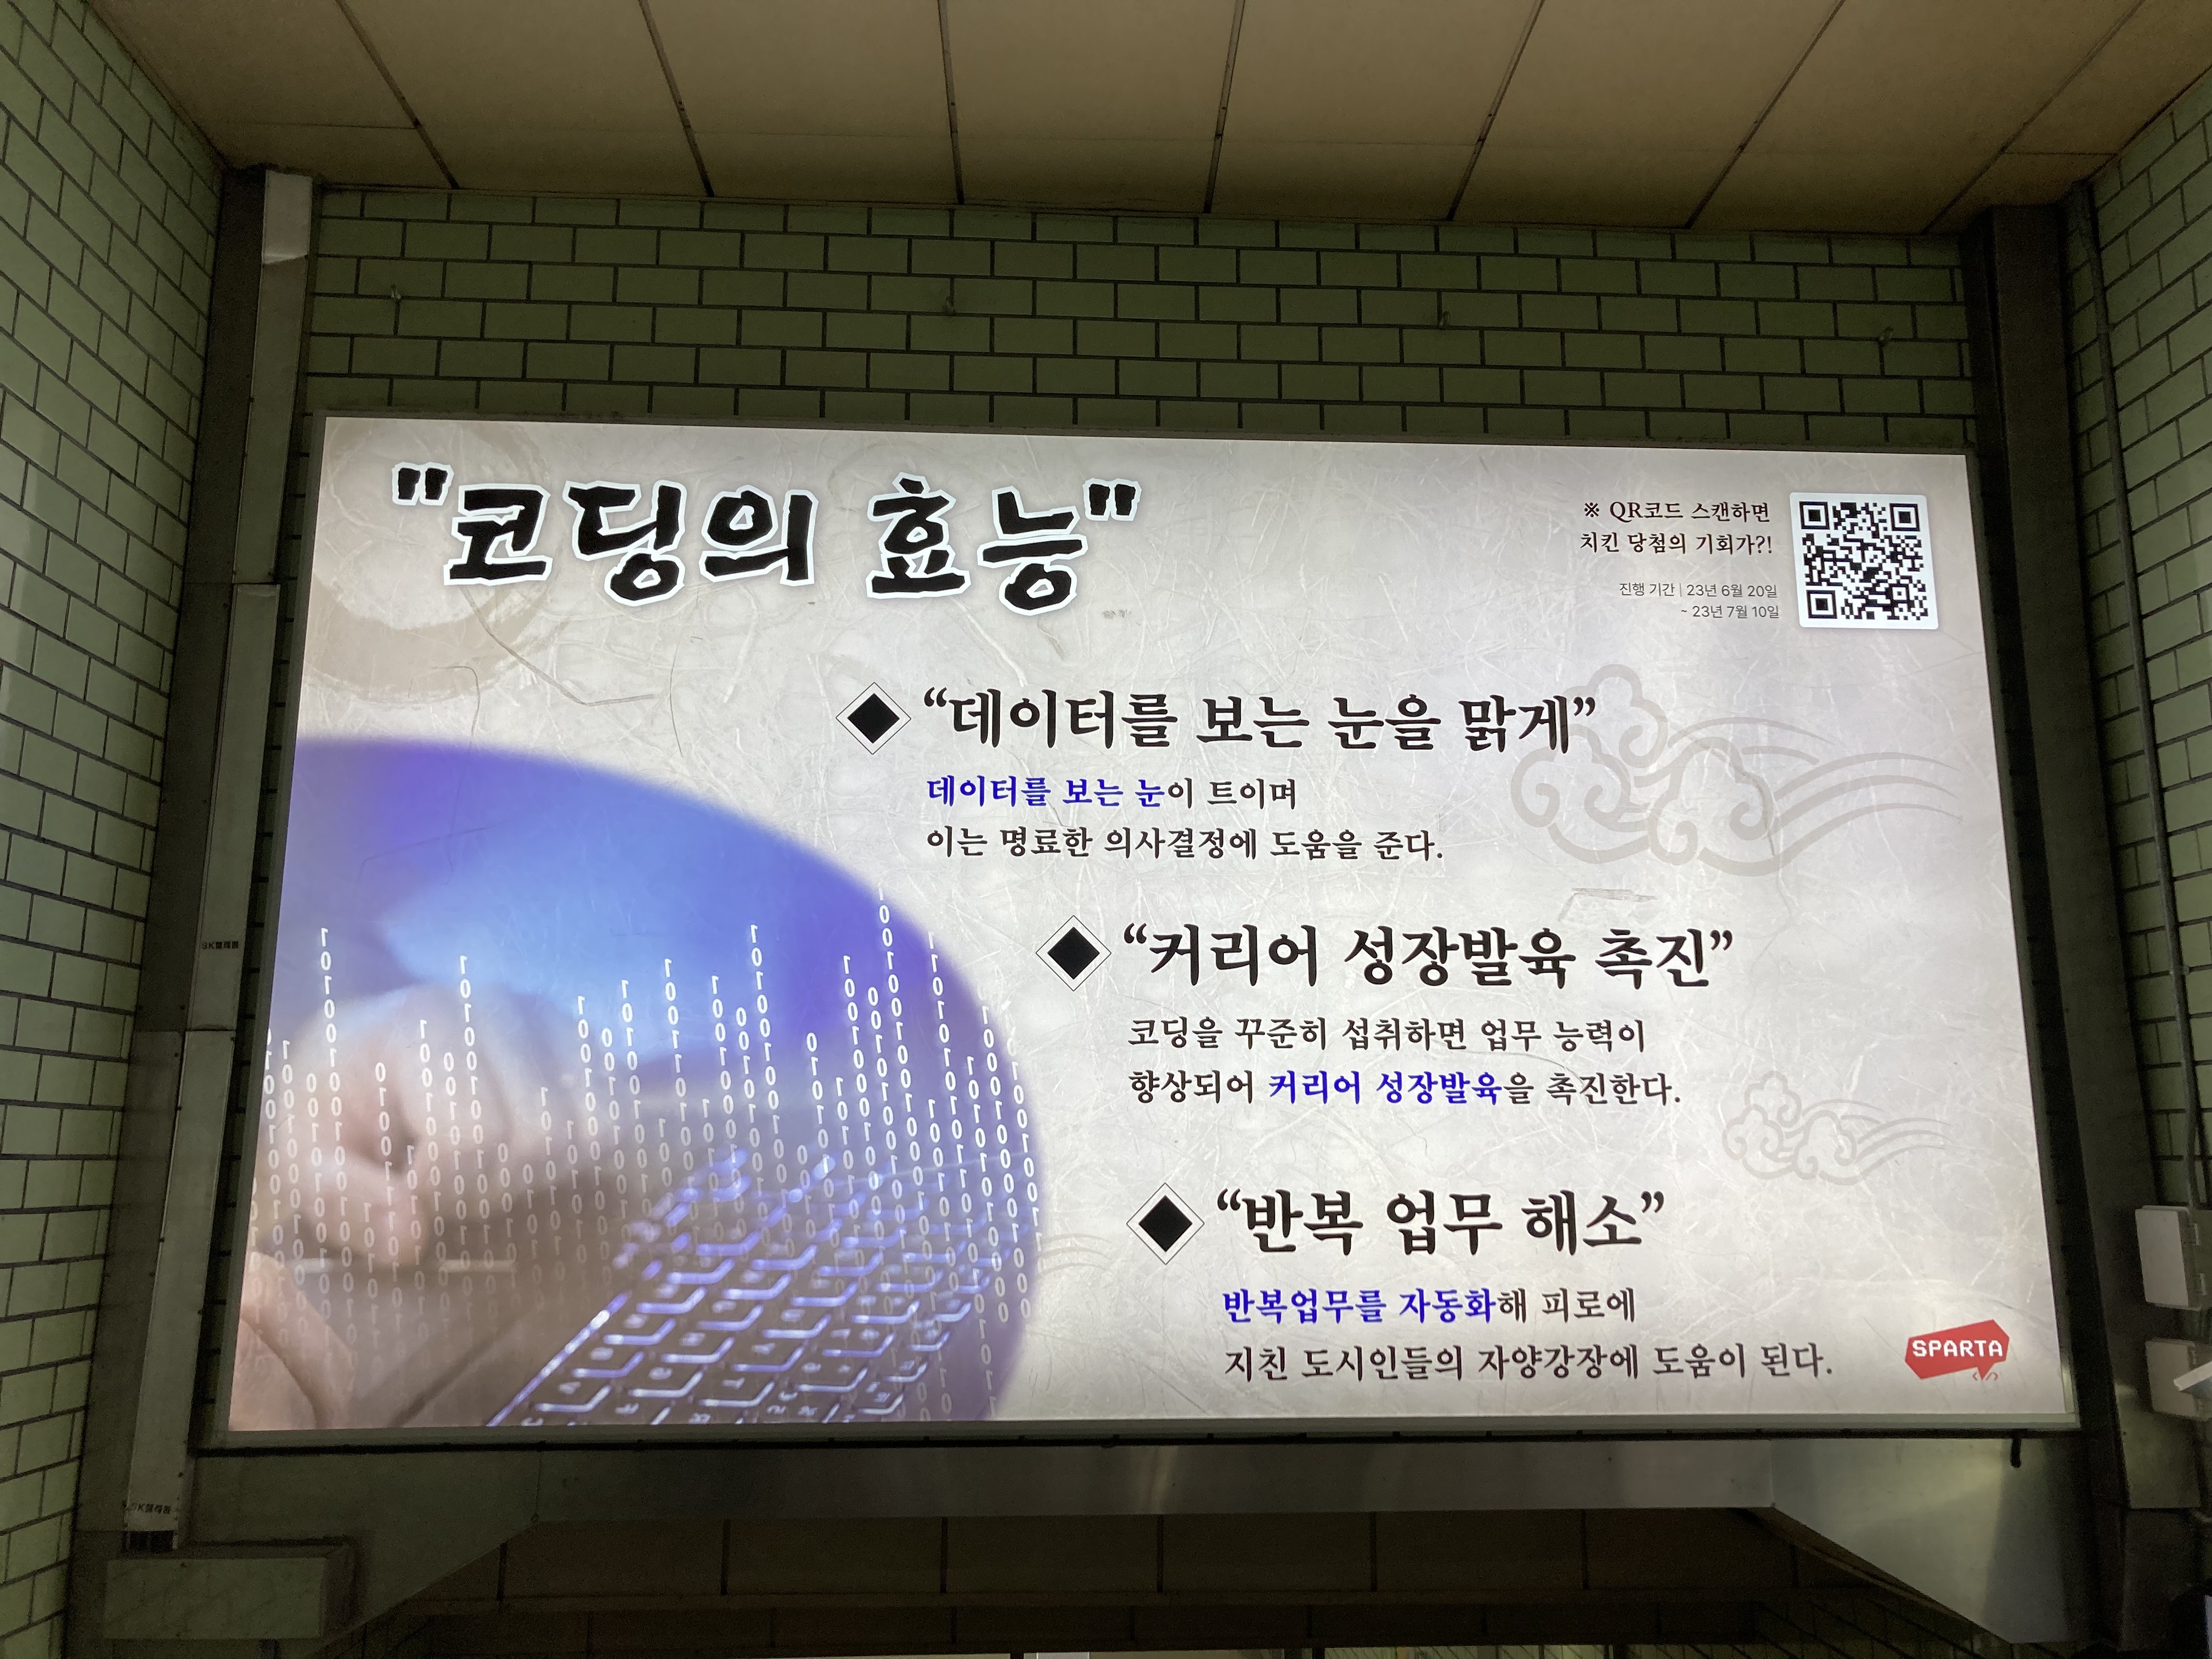 "코딩의 효능"
※ QR코드 스캔하면
치킨 당첨의 기회가?!
진행 기간 | 23년 6월 20일
~ 23년 7월 10일
“데이터를 보는 눈을 맑게”
데이터를 보는 눈이 트이며
이는 명료한 의사결정에 도움을 준다.
“커리어 성장발육 촉진”
코딩을 꾸준히 섭취하면 업무 능력이
향상되어 커리어 성장발육을 촉진한다.
“반복 업무 해소”
반복업무를 자동화해 피로에
지친 도시인들의 자양강장에 도움이 된다.
SPARTA